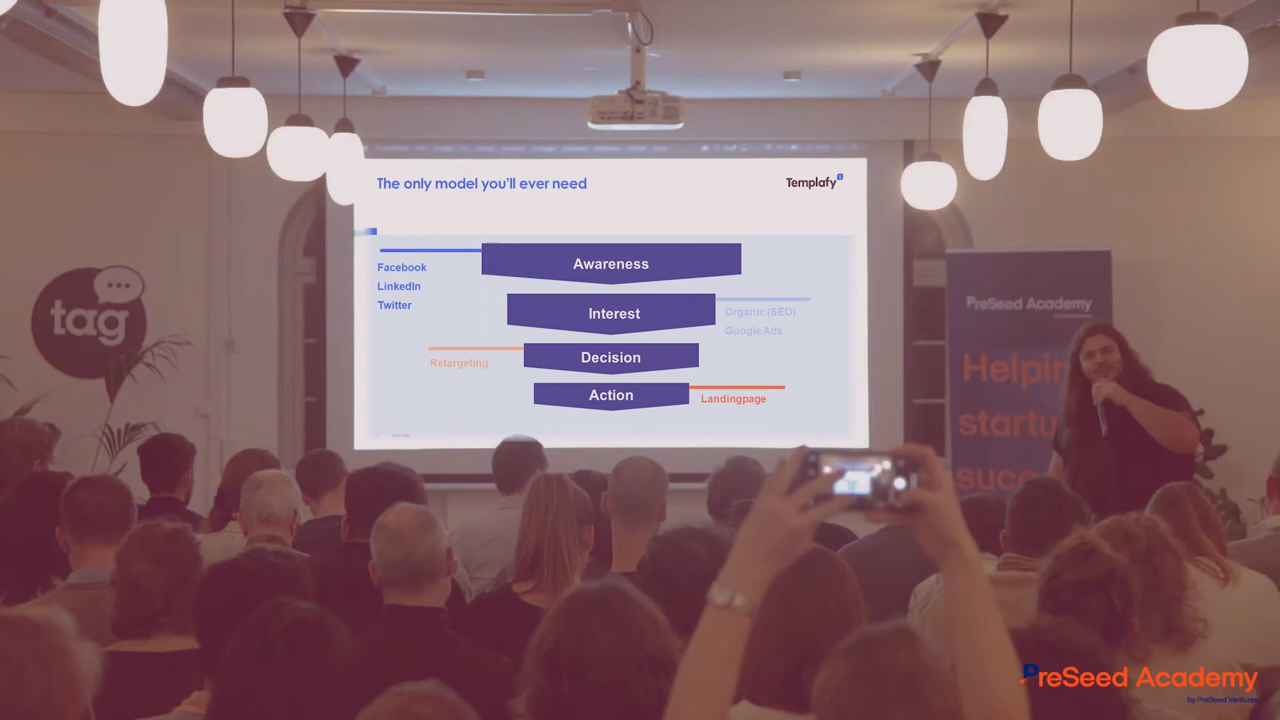 The only model you'll ever need
Templafy
Awareness
Facebook
LinkedIn
Twitter
Interest
Organic (SEO)
Google Ads
Decision
Retargeting
Action
Landingpage
tag
PreSeed Academy
Helpin
startu
succ
PreSeed Academy
by PreSeed Ventures